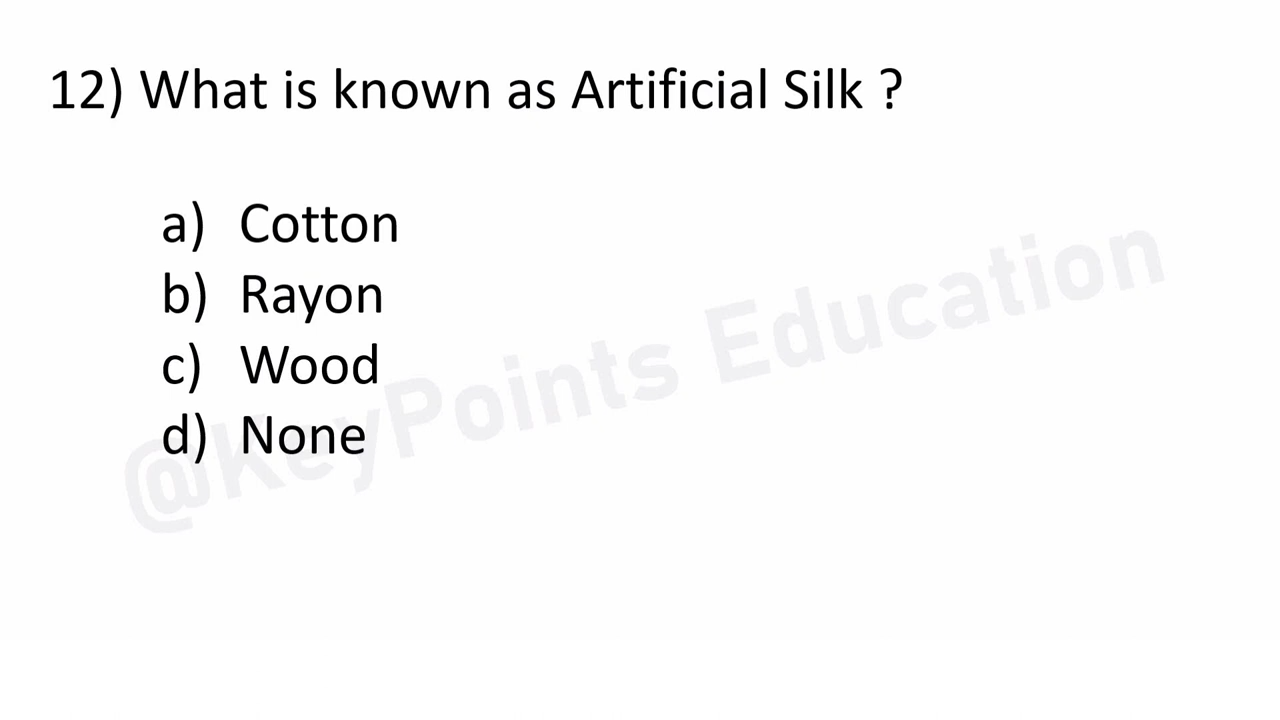 12) What is known as Artificial Silk ?
a) Cotton
b) Rayon
c) Wood
d) None
@KeyPoints Education